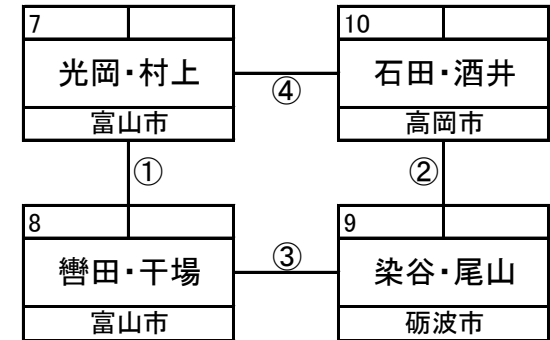 7 10
光岡・村上 ④ 石田・酒井
富山市 高岡市
① ②
8 9
轡田・干場 ③ 染谷・尾山
富山市 砺波市